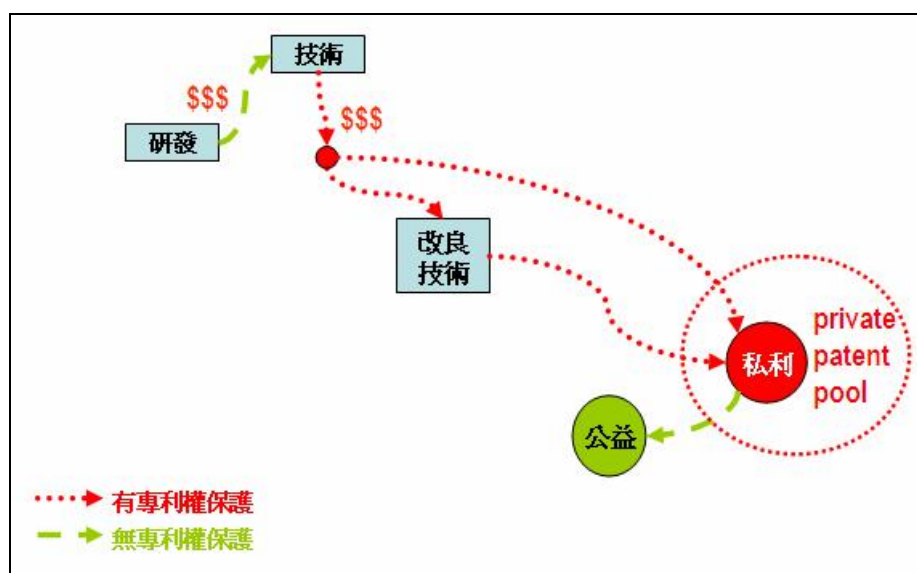 技術
$$$
研發
$$$
改良
技術
private
patent
pool
私利
公益
有專利權保護
無專利權保護